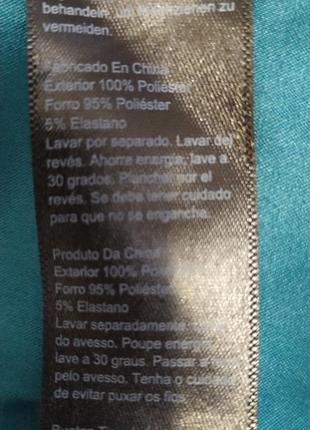 behandeln, um
zu
vermeiden.
Fabricado En China
Exterior 100% Poliéster
Forro 95% Poliéster
5% Elastano
Lavar por separado. Lavar del
revés. Ahorre energía, lave a
30 grados. Planchar por el
revés. Se debe tener cuidado
para que no se enganche.
Produto Da China
Exterior 100% Poliéster
Forro 95% Poliéster
5% Elastano
Lavar separadamente,
do avesso. Poupe energia,
lave a 30 graus. Passar a
pelo avesso. Tenha o cuidado
de evitar puxar os fios.